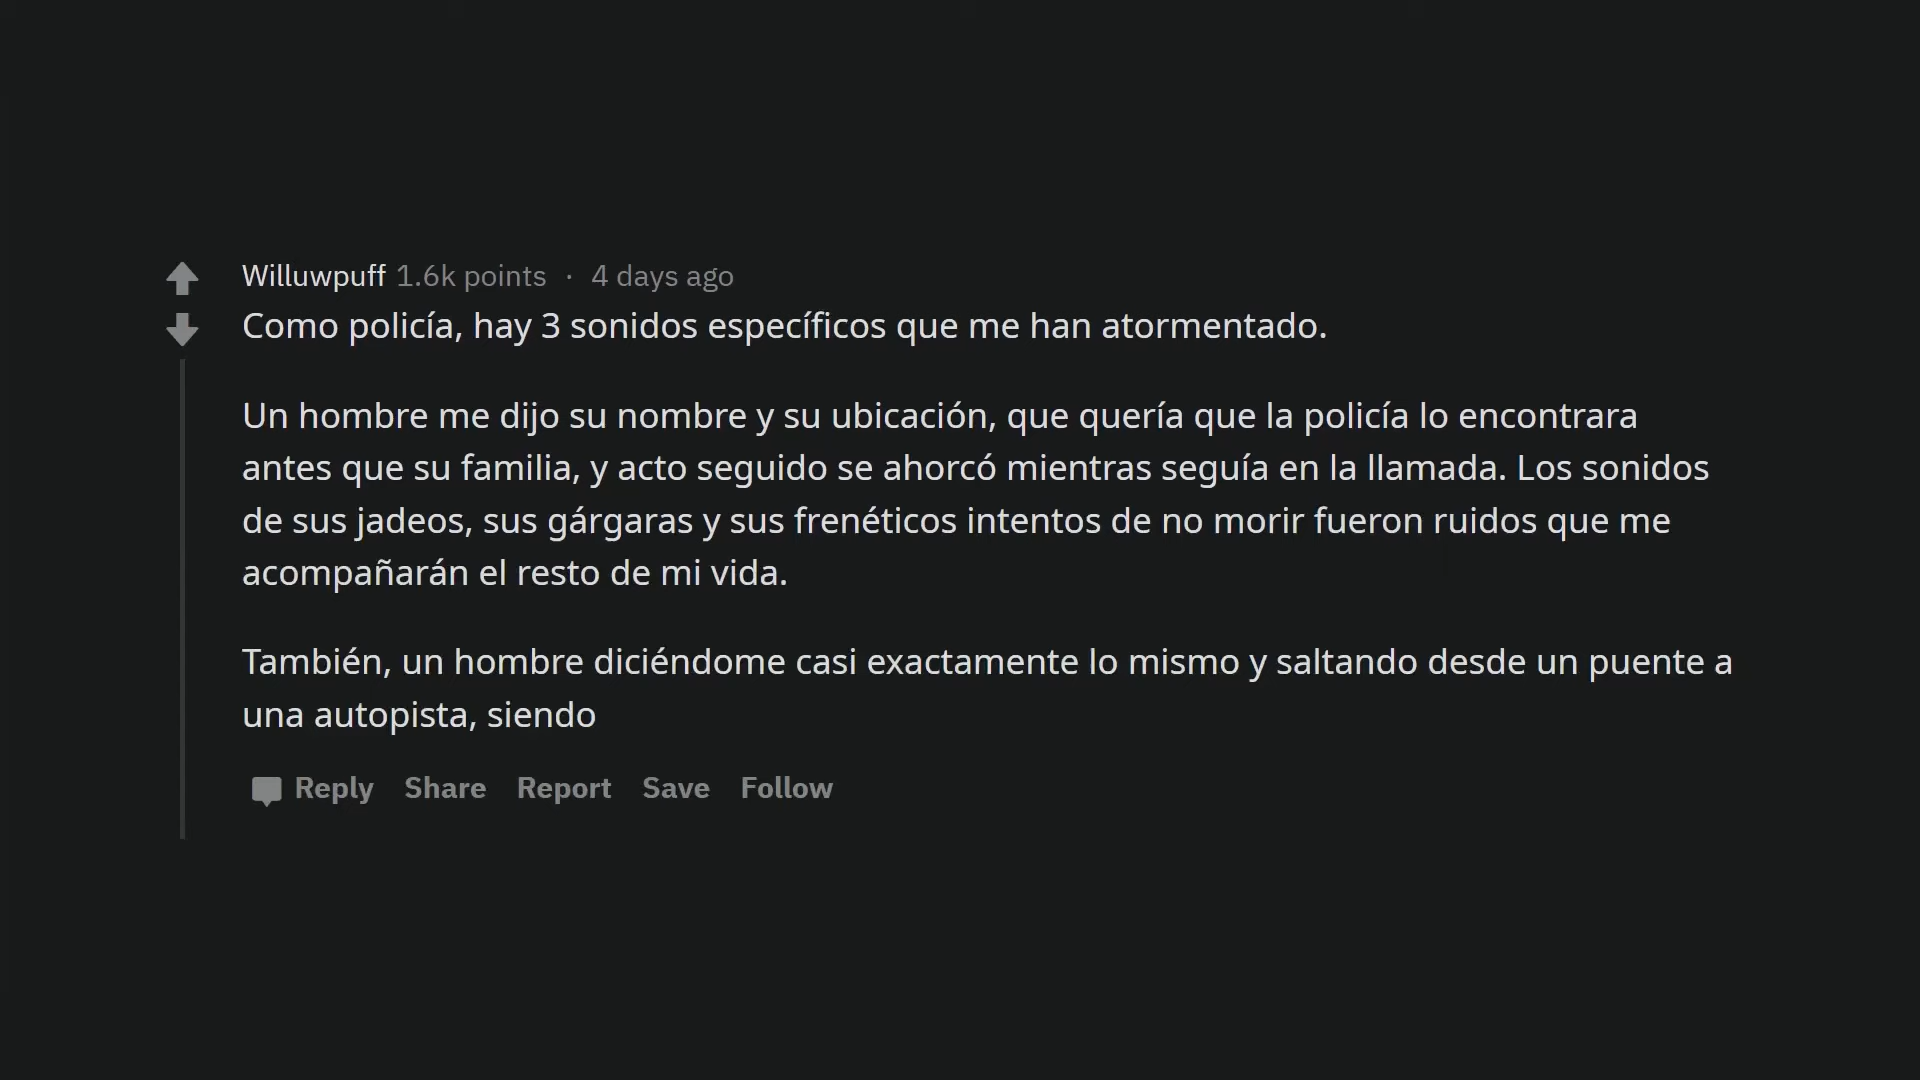 Willuwpuff 1.6k points · 4 days ago
Como policía, hay 3 sonidos específicos que me han atormentado.
Un hombre me dijo su nombre y su ubicación, que quería que la policía lo encontrara
antes que su familia, y acto seguido se ahorcó mientras seguía en la llamada. Los sonidos
de sus jadeos, sus gárgaras y sus frenéticos intentos de no morir fueron ruidos que me
acompañarán el resto de mi vida.
También, un hombre diciéndome casi exactamente lo mismo y saltando desde un puente a
una autopista, siendo
Reply Share Report Save Follow